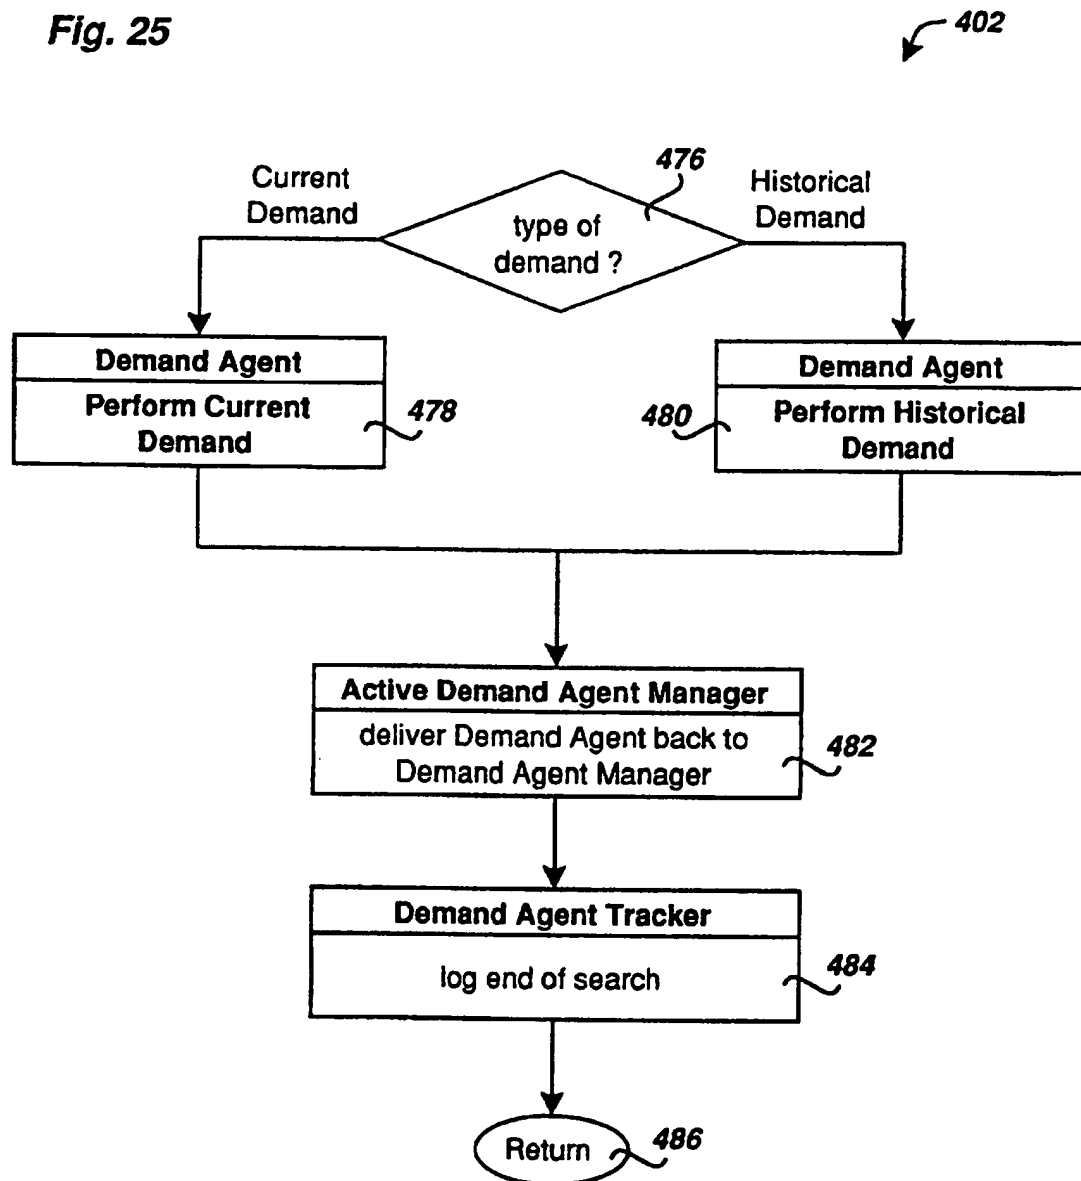 Fig. 25
402
476
Current
Demand
Historical
Demand
type of
demand ?
Demand Agent
Perform Current
Demand
478
Demand Agent
480
Perform Historical
Demand
Active Demand Agent Manager
deliver Demand Agent back to
Demand Agent Manager
482
Demand Agent Tracker
log end of search
484
Return
486